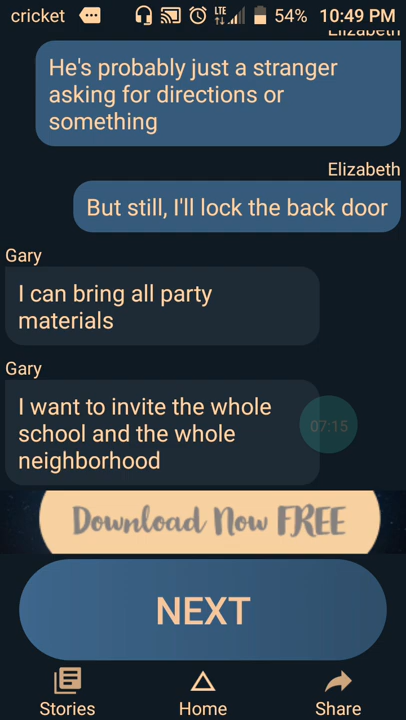 cricket
LTE
54% 10:49 PM
Elizabeth
He's probably just a stranger
asking for directions or
something
Elizabeth
But still, I'll lock the back door
Gary
I can bring all party
materials
Gary
I want to invite the whole
school and the whole
neighborhood
07:15
Download Now FREE
NEXT
Stories
Home
Share